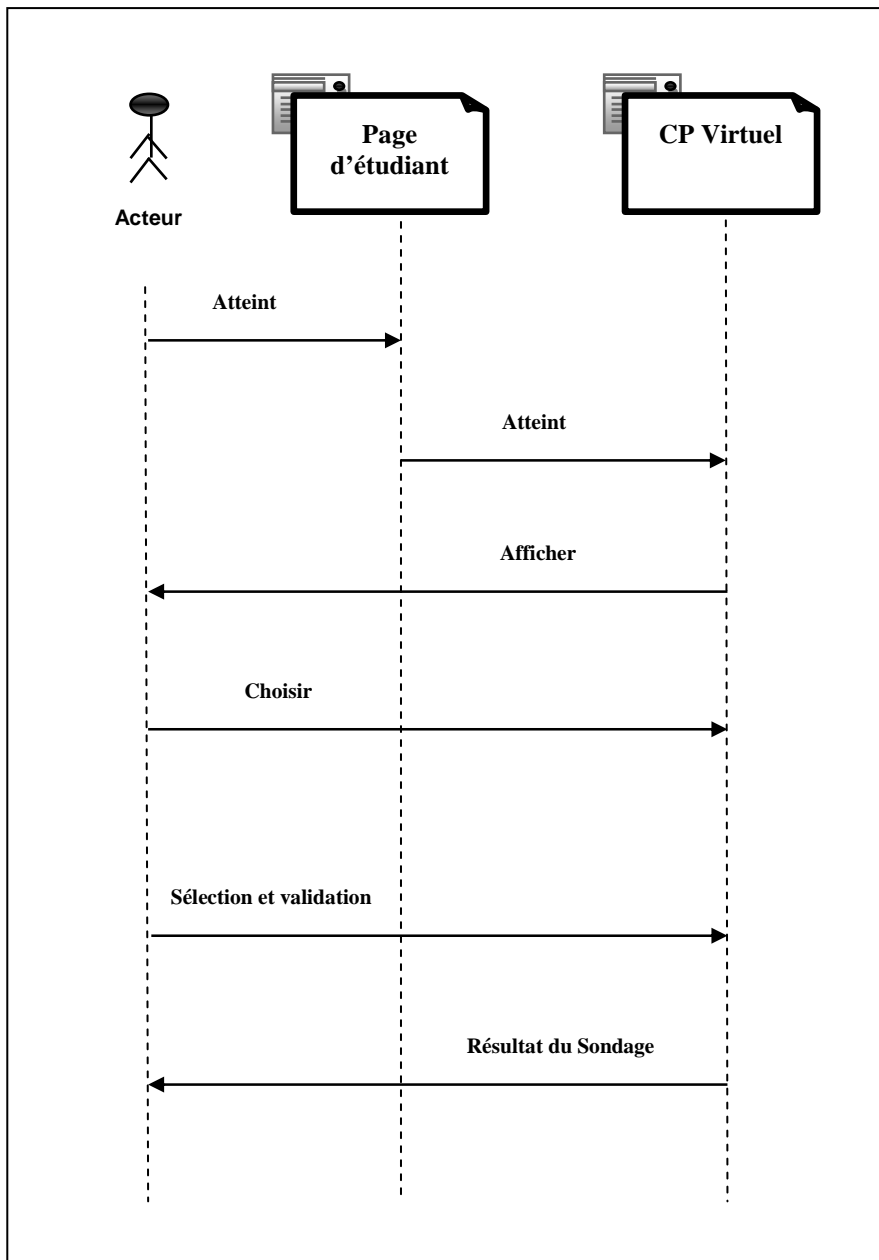 Page
d’étudiant
CP Virtuel
Acteur
Atteint
Atteint
Afficher
Choisir
Sélection et validation
Résultat du Sondage